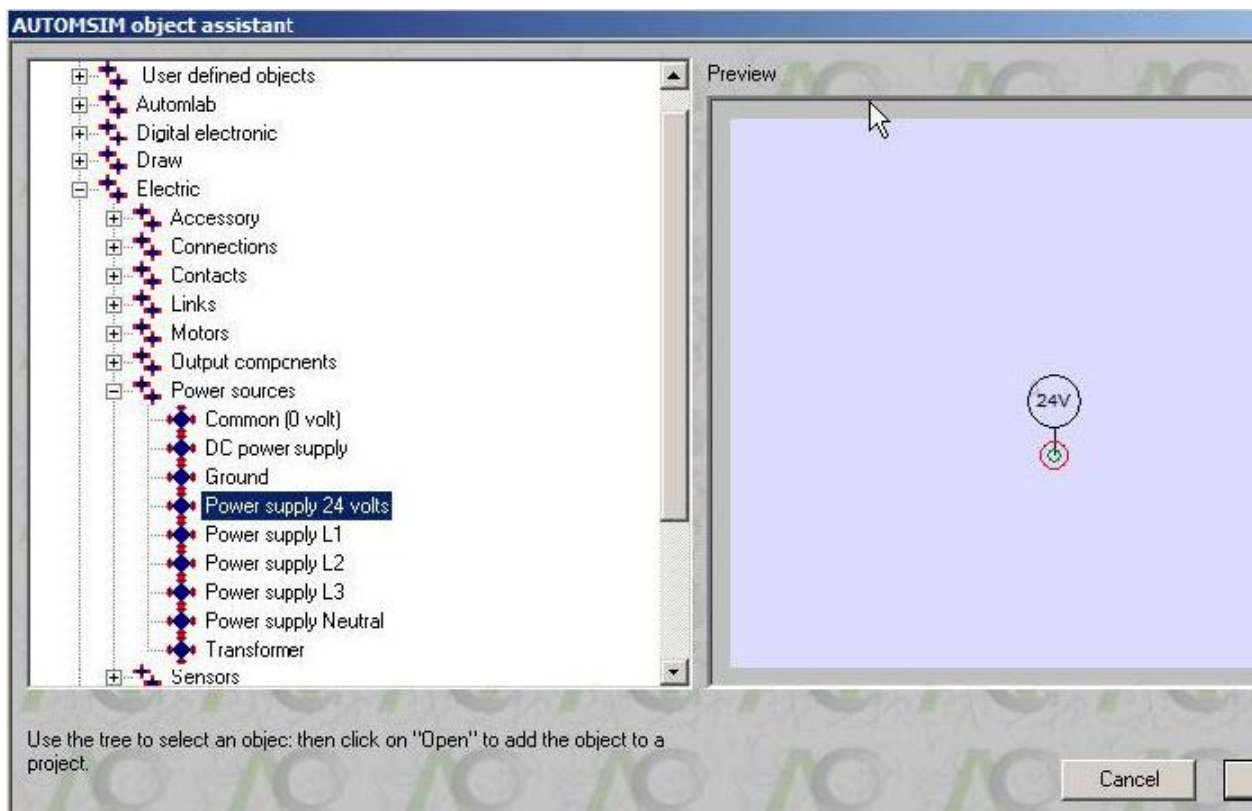 AUTOMSIM object assistant
User defined objects
Automlab
Digital electronic
Draw
Electric
Accessory
Connections
Contacts
Links
Motors
Output components
Power sources
Common (0 volt)
DC power supply
Ground
Power supply 24 volts
Power supply L1
Power supply L2
Power supply L3
Power supply Neutral
Transformer
Sensors
Preview
24V
Use the tree to select an objec: then click on "Open" to add the object to a
project.
Cancel